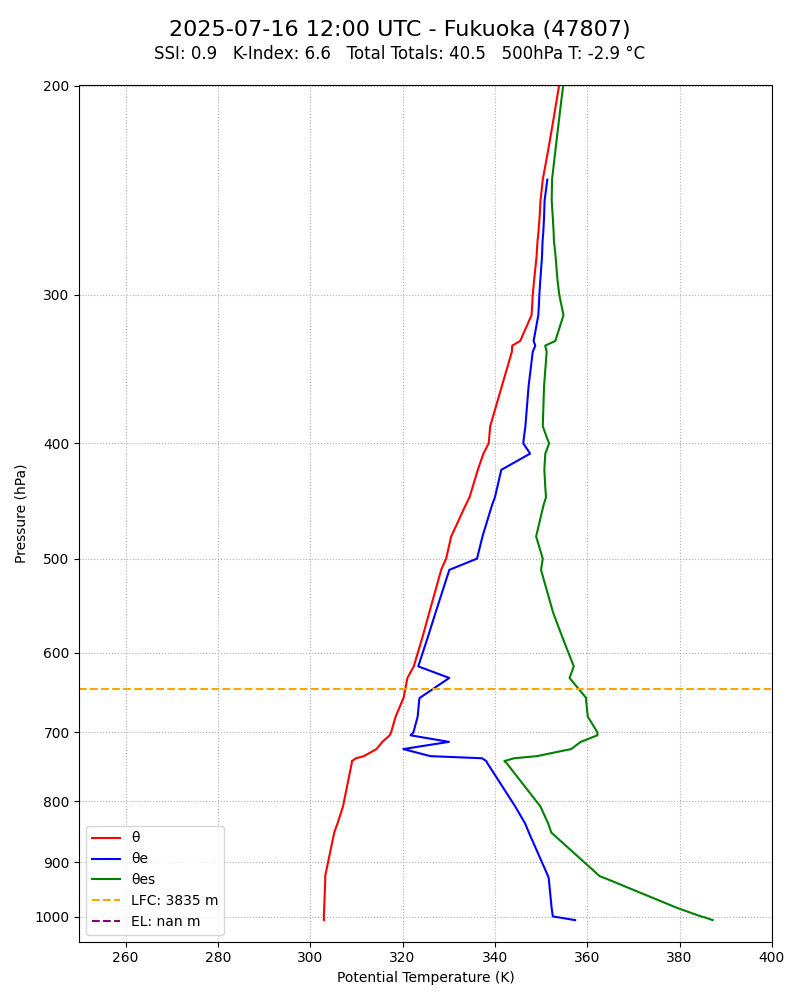 2025-07-16 12:00 UTC - Fukuoka (47807)
SSI: 0.9   K-Index: 6.6   Total Totals: 40.5   500hPa T: -2.9 °C
200
300
400
500
600
700
800
900
1000
Pressure (hPa)
θ
θe
θes
LFC: 3835 m
EL: nan m
260 280 300 320 340 360 380 400
Potential Temperature (K)